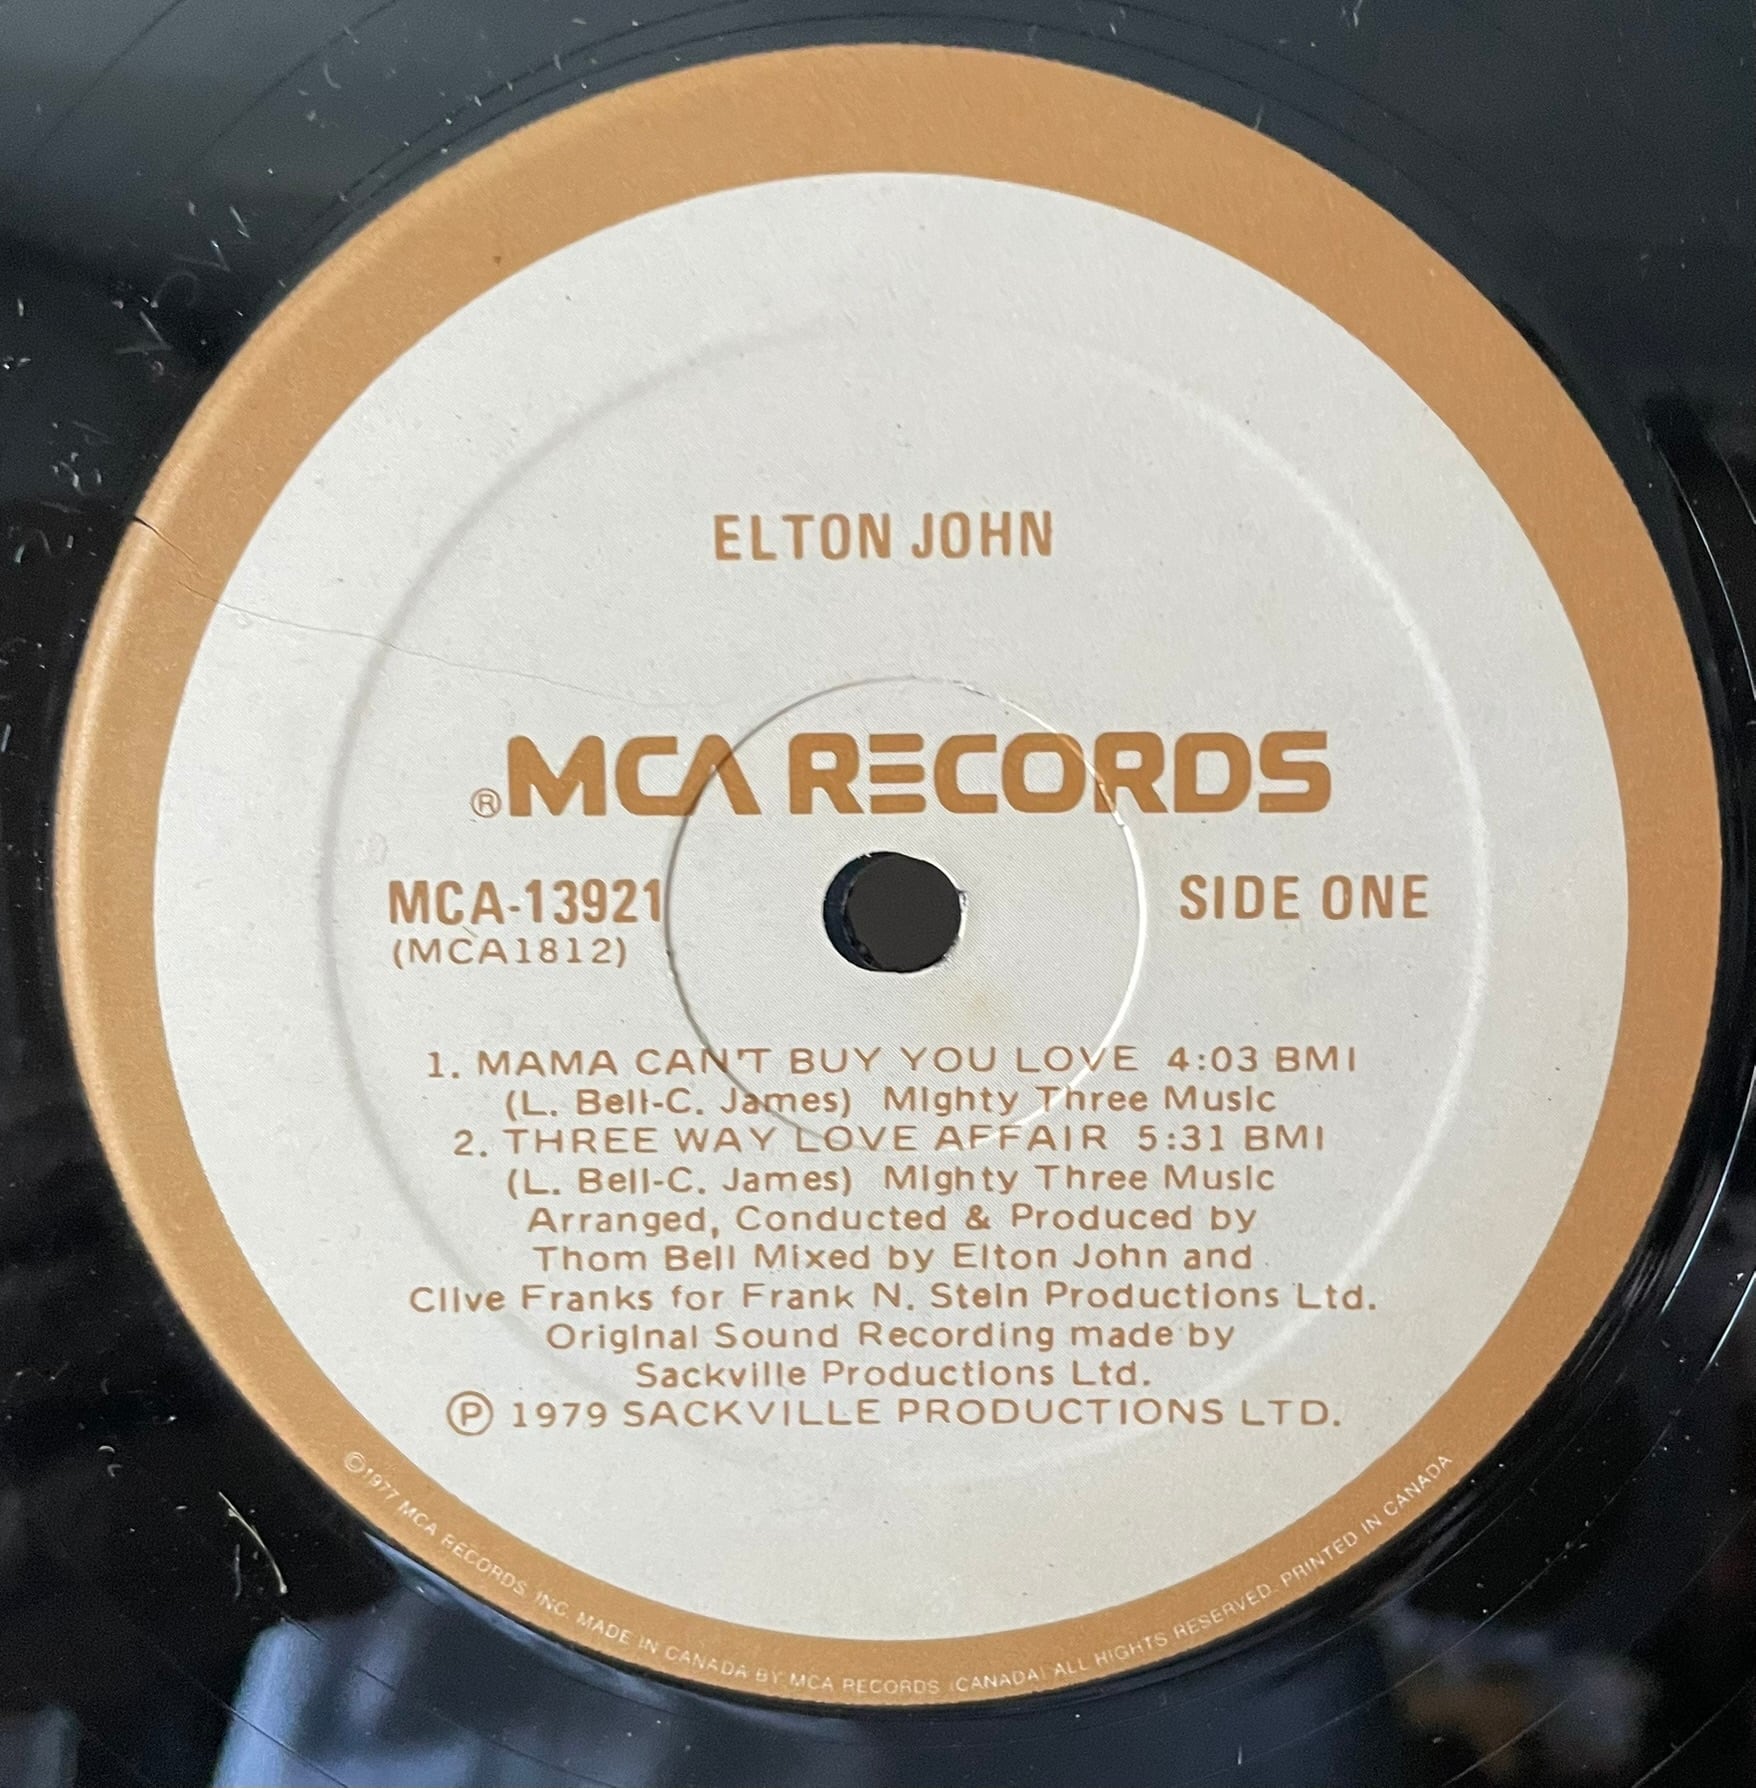 ELTON JOHN
®MCA RECORDS
MCA-13921
(MCA1812)
SIDE ONE
1. MAMA CAN'T BUY YOU LOVE 4:03 BMI
(L. Bell-C. James) Mighty Three Music
2. THREE WAY LOVE AFFAIR 5:31 BMI
(L. Bell-C. James) Mighty Three Music
Arranged, Conducted & Produced by
Thom Bell Mixed by Elton John and
Clive Franks for Frank N. Stein Productions Ltd.
Original Sound Recording made by
Sackville Productions Ltd.
Ⓟ 1979 SACKVILLE PRODUCTIONS LTD.
©1977 MCA RECORDS, INC. MADE IN CANADA BY MCA RECORDS (CANADA) ALL RIGHTS RESERVED. PRINTED IN CANADA